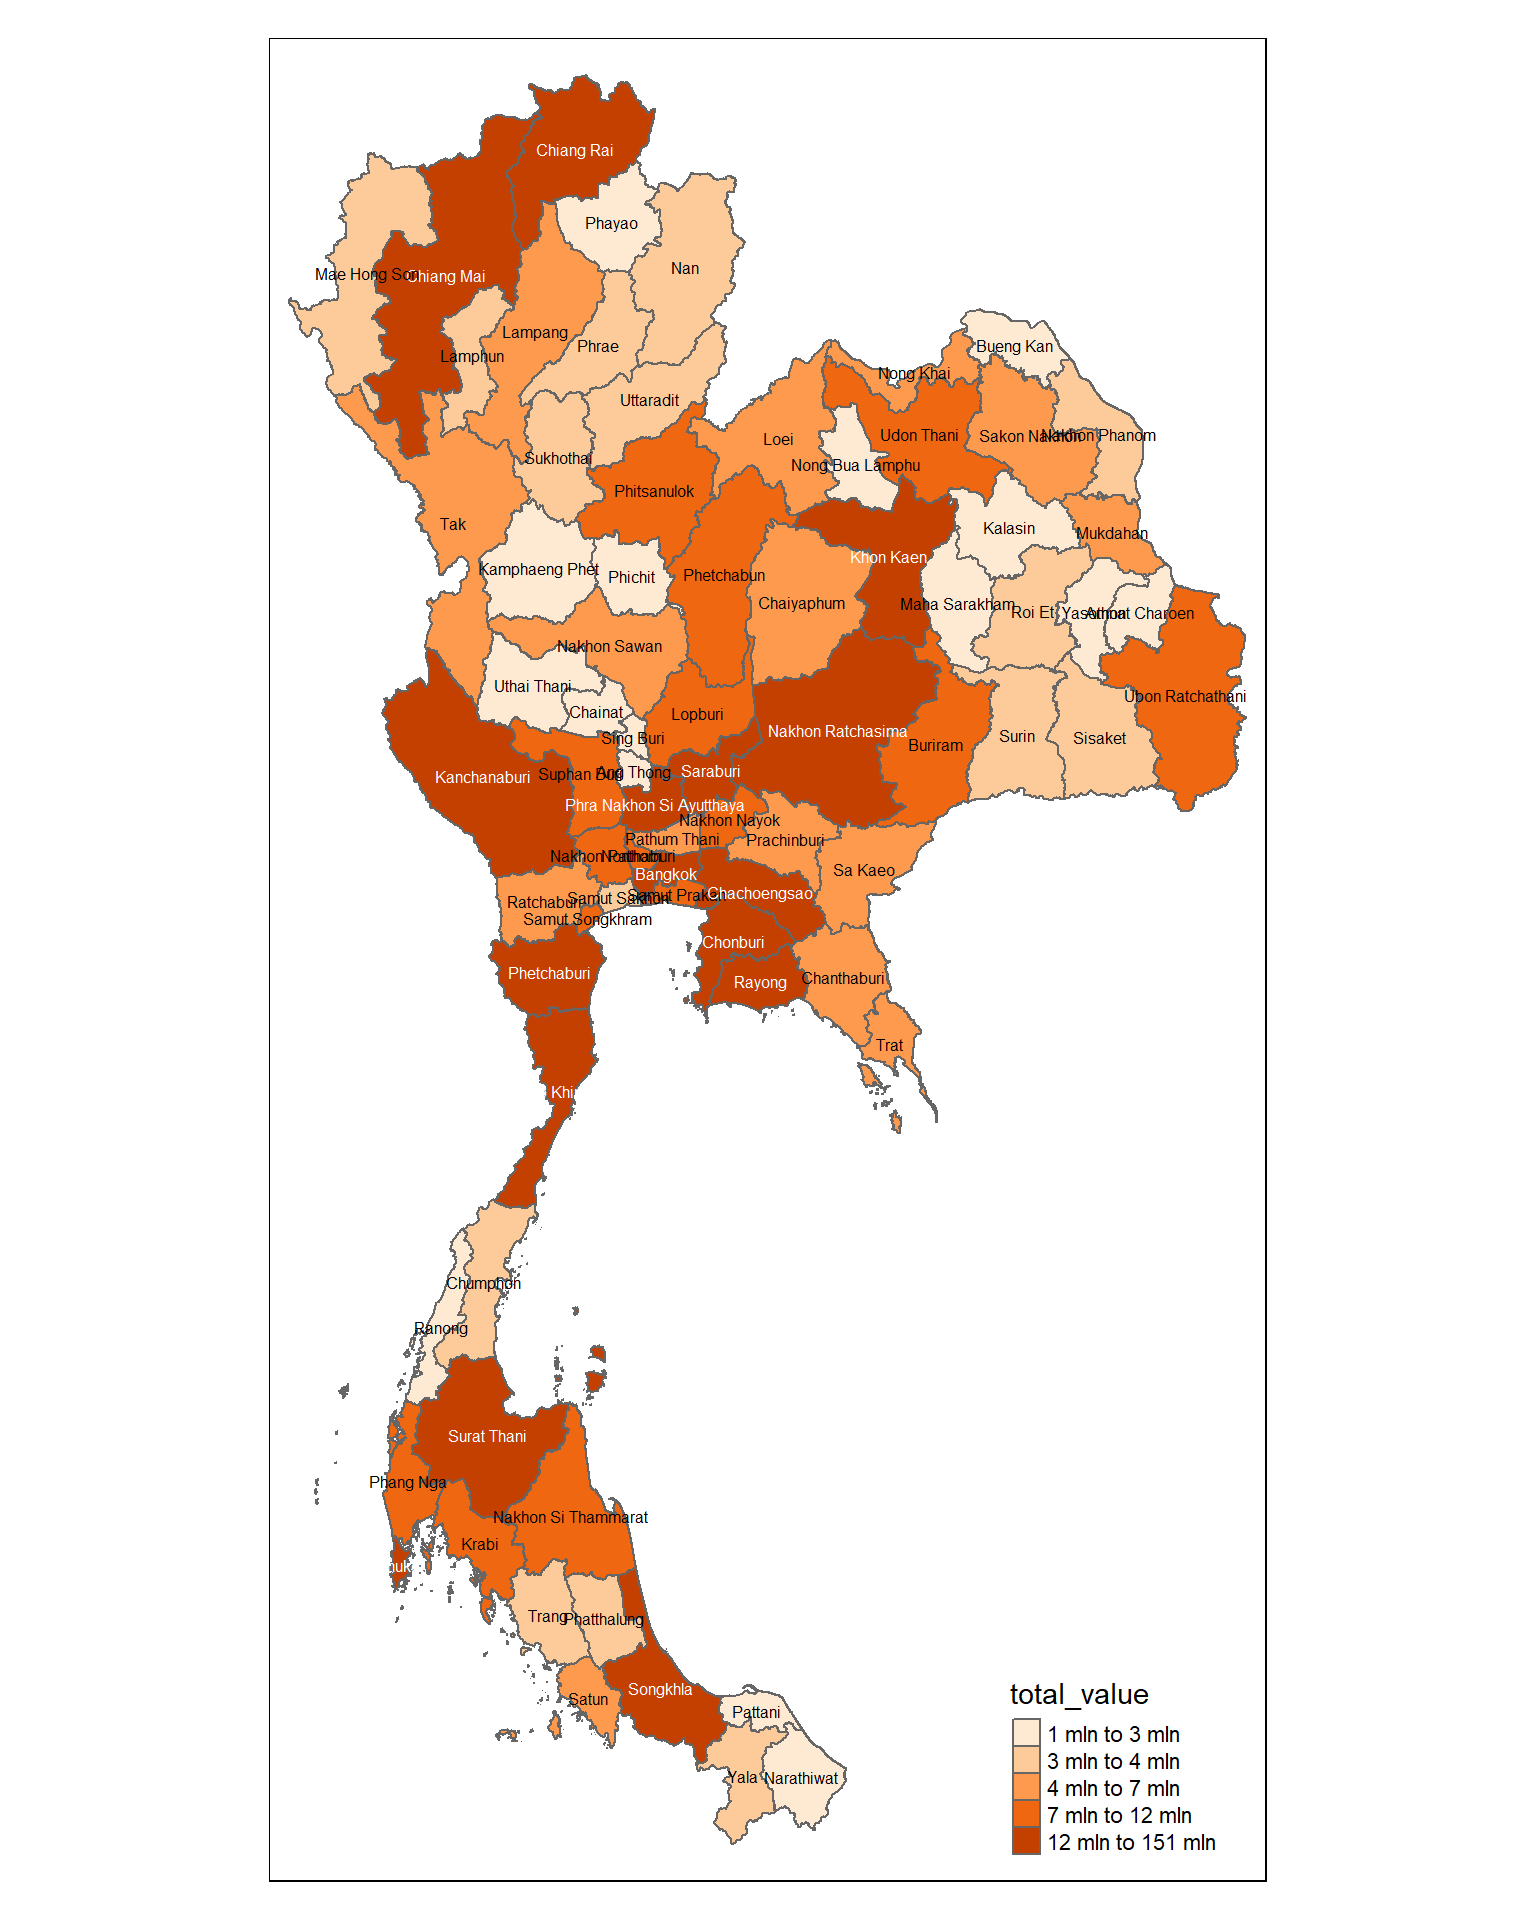 Chiang Rai
Phayao
Nan
Mae Hong Son
Chiang Mai
Lampang
Phrae
Lamphun
Bueng Kan
Nong Khai
Uttaradit
Loei
Udon Thani
Sakon Nakhon
Nakhon Phanom
Sukhothai
Nong Bua Lamphu
Phitsanulok
Tak
Kalasin
Mukdahan
Khon Kaen
Kamphaeng Phet
Phichit
Phetchabun
Chaiyaphum
Maha Sarakham
Roi Et
Yasothon
Amnat Charoen
Nakhon Sawan
Uthai Thani
Ubon Ratchathani
Chainat
Lopburi
Nakhon Ratchasima
Sing Buri
Buriram
Surin
Sisaket
Kanchanaburi
Suphan Buri
Ang Thong
Saraburi
Phra Nakhon Si Ayutthaya
Nakhon Nayok
Pathum Thani
Prachinburi
Nakhon Pathom
Nonthaburi
Bangkok
Sa Kaeo
Ratchaburi
Samut Sakhon
Samut Prakan
Chachoengsao
Samut Songkhram
Chonburi
Phetchaburi
Rayong
Chanthaburi
Trat
Khi
Chumphon
Ranong
Surat Thani
Phang Nga
Nakhon Si Thammarat
Krabi
uk
Trang
Phatthalung
Songkhla
Satun
Pattani
Yala
Narathiwat
total_value
1 mln to 3 mln
3 mln to 4 mln
4 mln to 7 mln
7 mln to 12 mln
12 mln to 151 mln